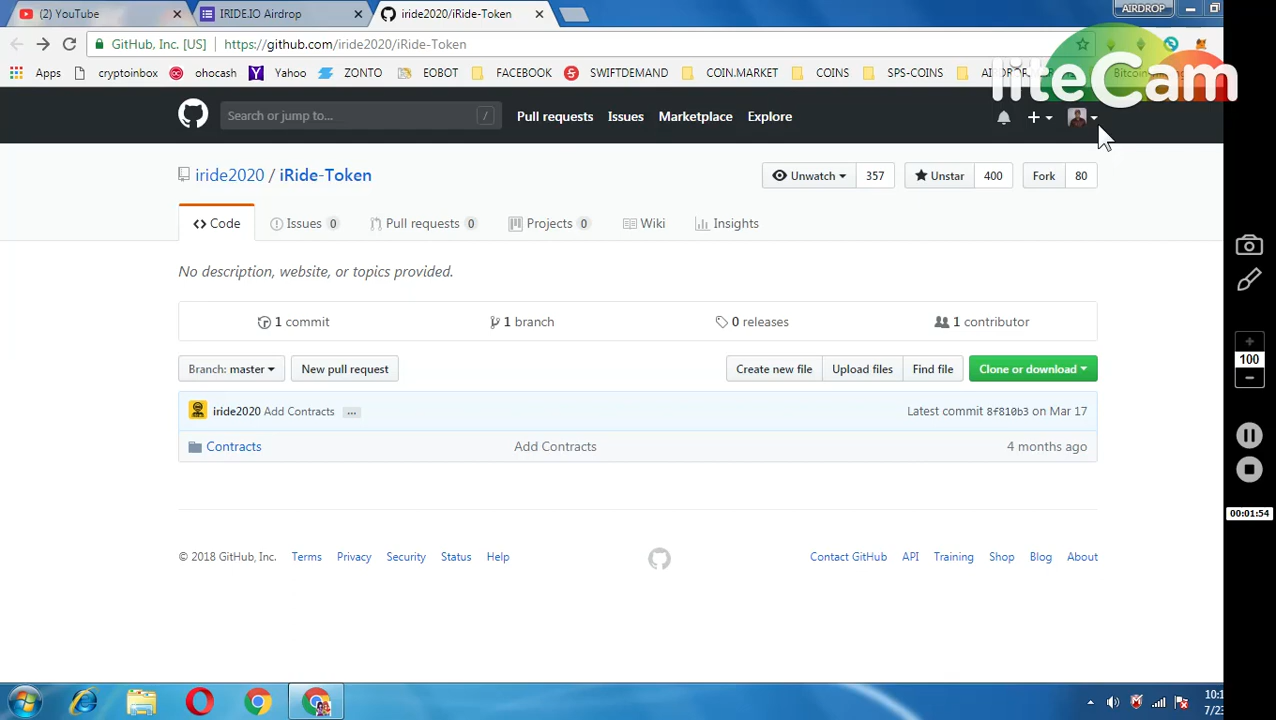 (2) YouTube
IRIDE.IO Airdrop
iride2020/iRide-Token
AIRDROP
GitHub, Inc. [US]
https://github.com/iride2020/iRide-Token
Apps
cryptoinbox
ohocash
Yahoo
EOBOT
FACEBOOK
SWIFTDEMAND
COIN.MARKET
COINS
SPS-COINS
liteCam
Search or jump to...
/
Pull requests
Issues
Marketplace
Explore
iride2020 / iRide-Token
Unwatch
357
Unstar
400
Fork
80
Code
Issues 0
Pull requests 0
Projects 0
Wiki
Insights
No description, website, or topics provided.
1 commit
1 branch
0 releases
1 contributor
Branch: master
New pull request
Create new file
Upload files
Find file
Clone or download
iride2020 Add Contracts ...
Latest commit 8f810b3 on Mar 17
Contracts
Add Contracts
4 months ago
© 2018 GitHub, Inc.
Terms
Privacy
Security
Status
Help
Contact GitHub
API
Training
Shop
Blog
About
100
00:01:54